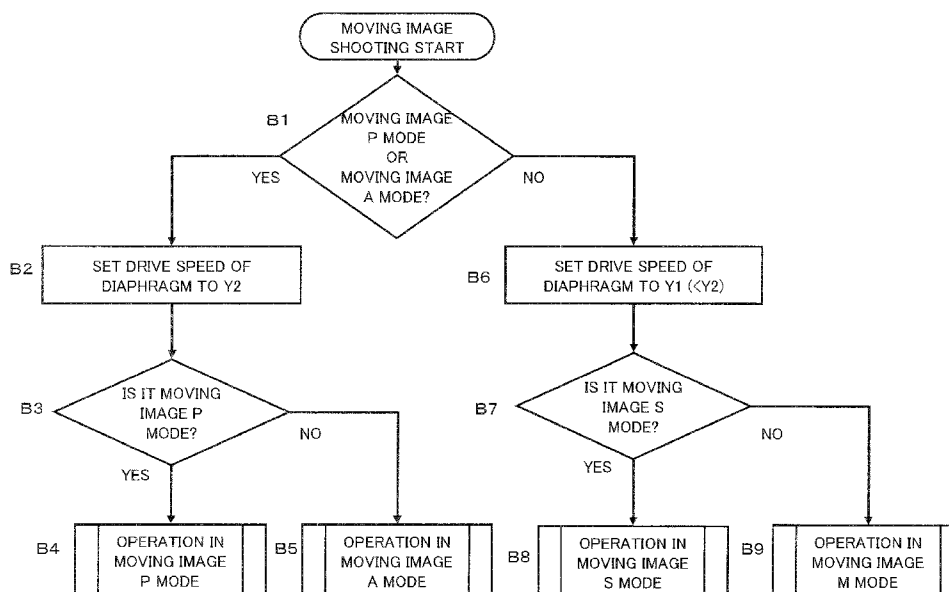 MOVING IMAGE
SHOOTING START
B1
MOVING IMAGE
P MODE
OR
MOVING IMAGE
A MODE?
YES
NO
B2
SET DRIVE SPEED OF
DIAPHRAGM TO Y2
B6
SET DRIVE SPEED OF
DIAPHRAGM TO Y1 (<Y2)
B3
IS IT MOVING
IMAGE P
MODE?
YES
NO
B7
IS IT MOVING
IMAGE S
MODE?
YES
NO
B4
OPERATION IN
MOVING IMAGE
P MODE
B5
OPERATION IN
MOVING IMAGE
A MODE
B8
OPERATION IN
MOVING IMAGE
S MODE
B9
OPERATION IN
MOVING IMAGE
M MODE